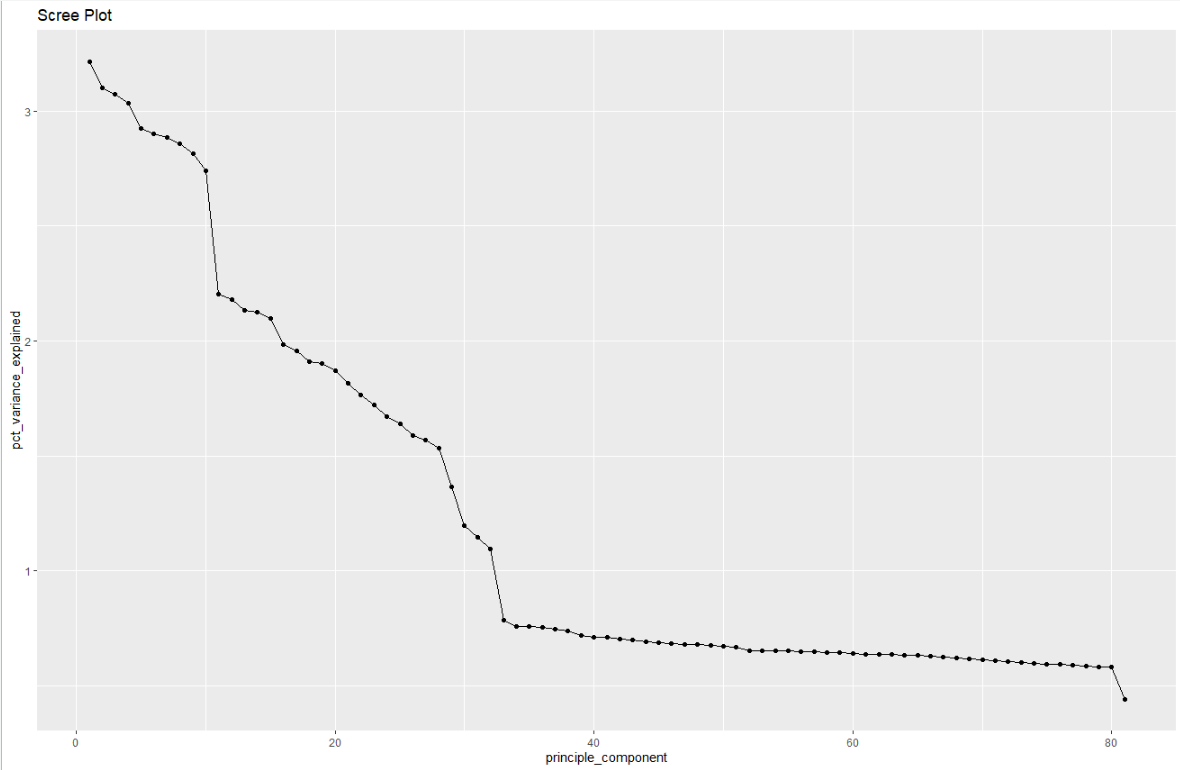 Scree Plot
3
2
1
pct_variance_explained
0 20 40 60 80
principle_component